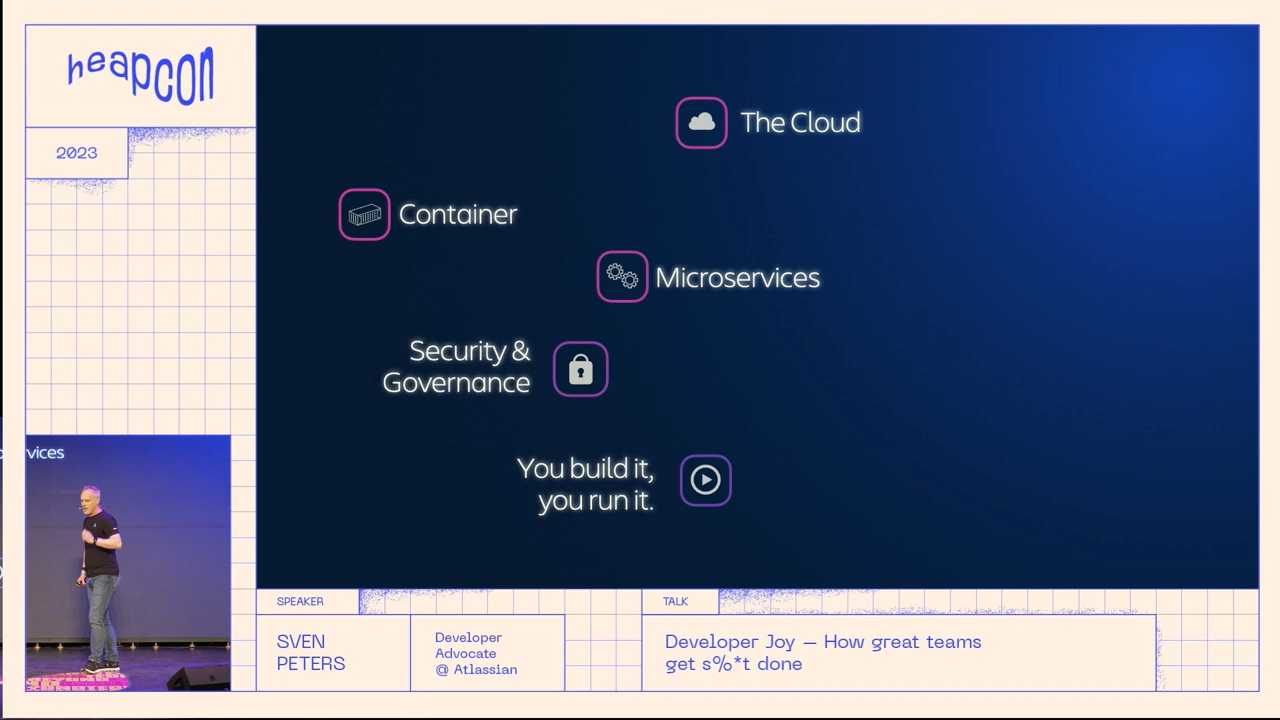 heapcon
2023
The Cloud
Container
Microservices
Security &
Governance
You build it,
you run it.
vices
SPEAKER
SVEN
PETERS
Developer
Advocate
@ Atlassian
TALK
Developer Joy – How great teams
get s%*t done